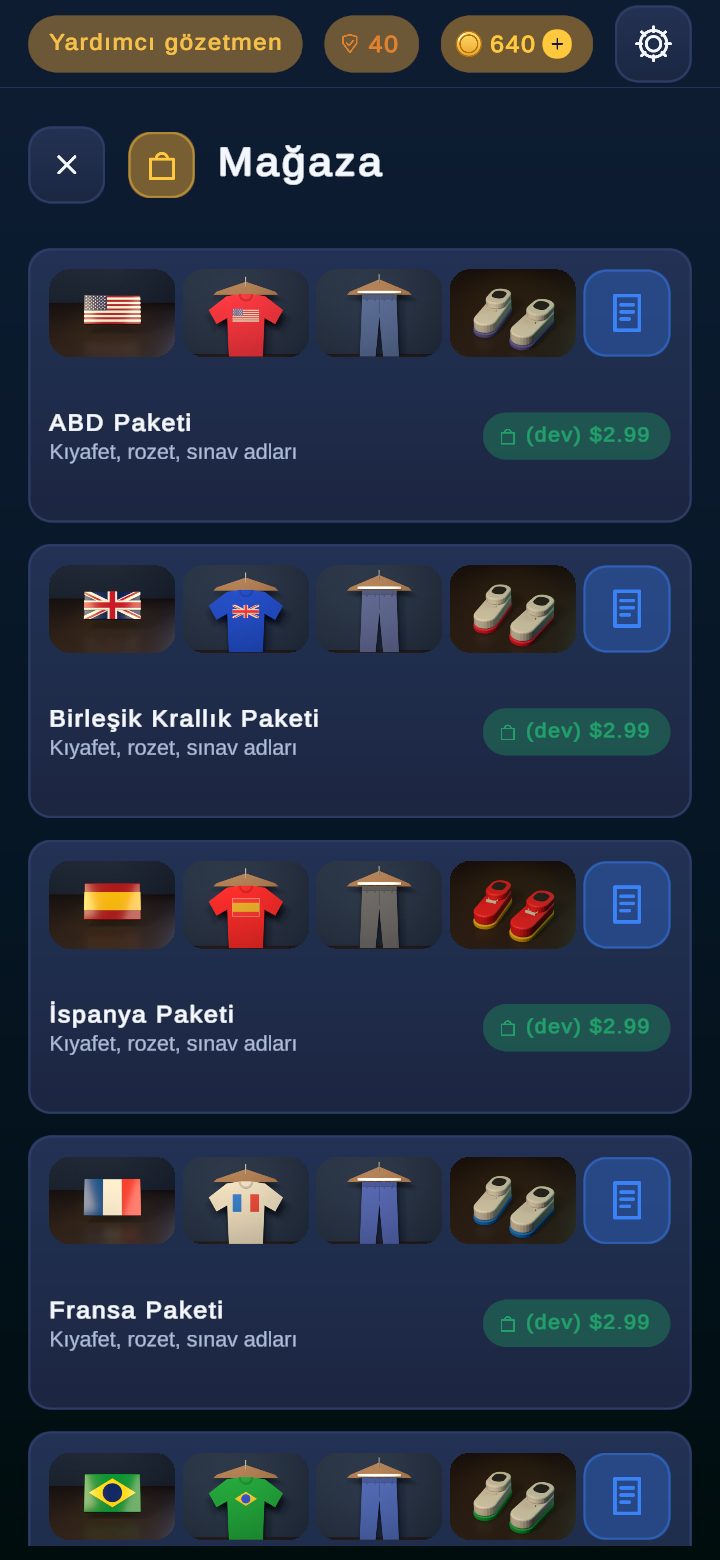 Yardımcı gözetmen
40
640 +
Mağaza
ABD Paketi
Kıyafet, rozet, sınav adları
(dev) $2.99
Birleşik Krallık Paketi
Kıyafet, rozet, sınav adları
(dev) $2.99
İspanya Paketi
Kıyafet, rozet, sınav adları
(dev) $2.99
Fransa Paketi
Kıyafet, rozet, sınav adları
(dev) $2.99